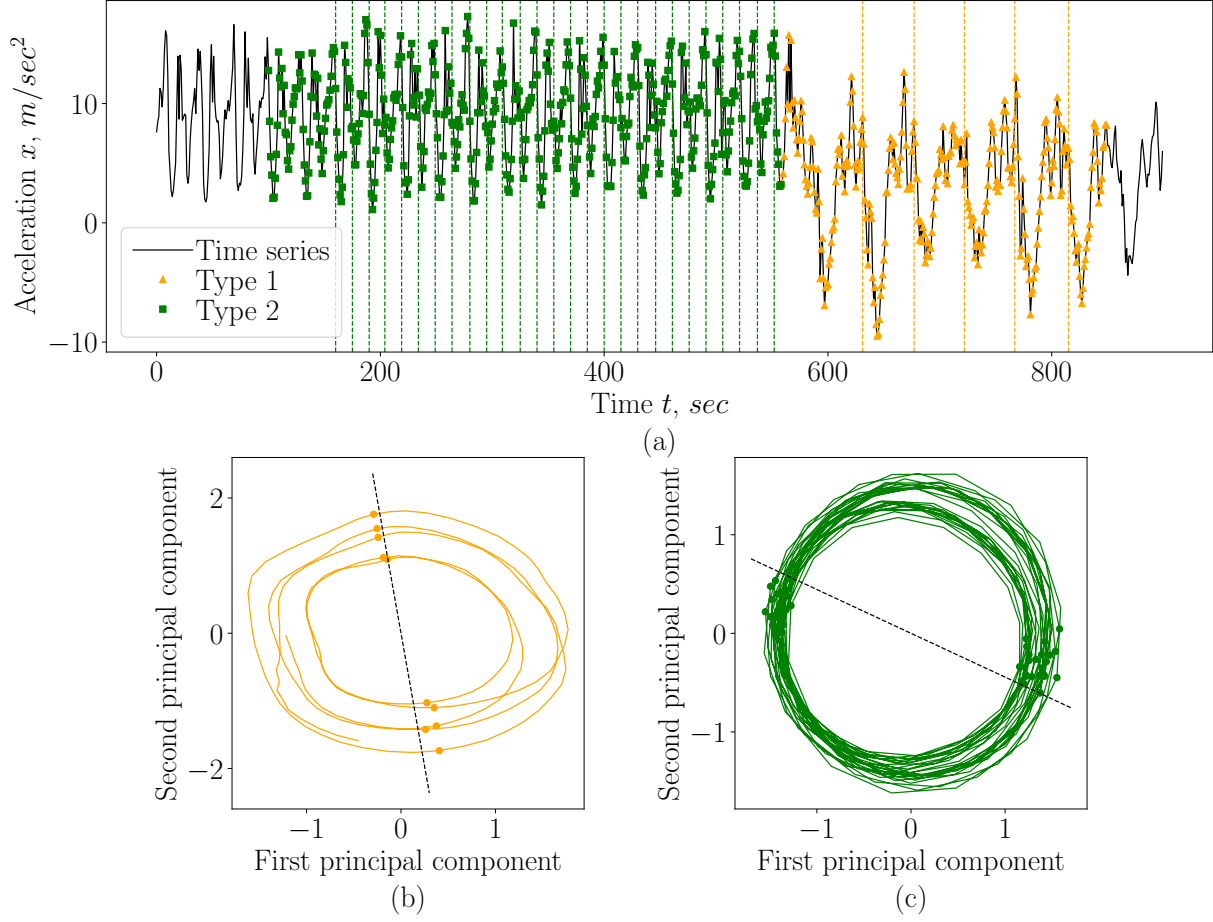 Acceleration x, m/sec²
10
0
−10
Time series
Type 1
Type 2
0
200
400
600
800
Time t, sec
(a)
Second principal component
2
0
−2
−1
0
1
First principal component
(b)
Second principal component
1
0
−1
−1
0
1
First principal component
(c)